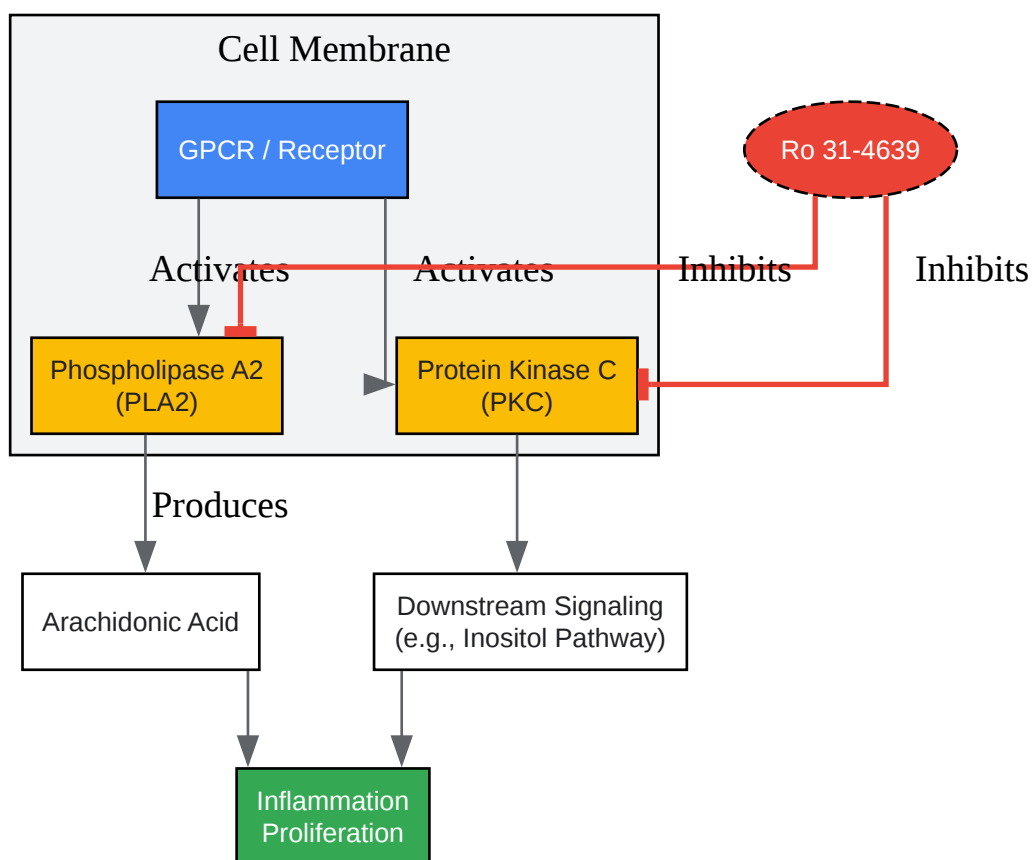 Cell Membrane
GPCR / Receptor
Ro 31-4639
Activates
Activates
Inhibits
Inhibits
Phospholipase A2
(PLA2)
Protein Kinase C
(PKC)
Produces
Arachidonic Acid
Downstream Signaling
(e.g., Inositol Pathway)
Inflammation
Proliferation